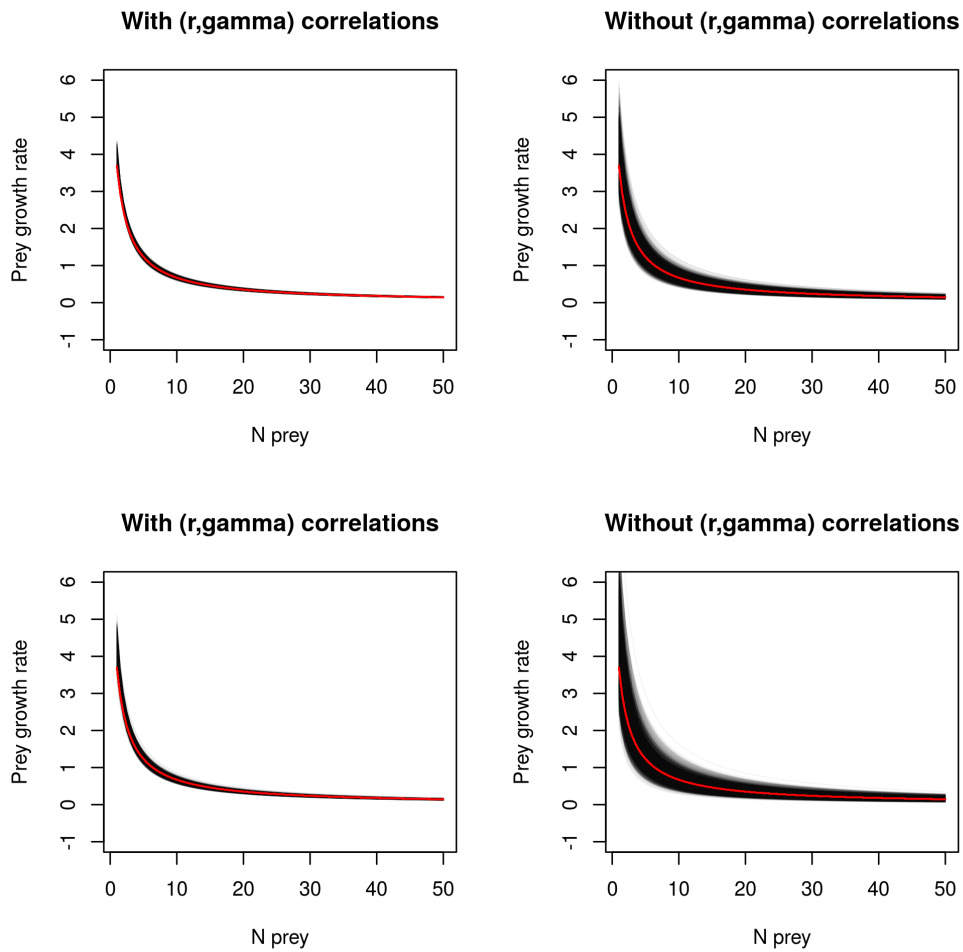 With (r,gamma) correlations
Prey growth rate
6
5
4
3
2
1
0
-1
0 10 20 30 40 50
N prey
Without (r,gamma) correlations
Prey growth rate
6
5
4
3
2
1
0
-1
0 10 20 30 40 50
N prey
With (r,gamma) correlations
Prey growth rate
6
5
4
3
2
1
0
-1
0 10 20 30 40 50
N prey
Without (r,gamma) correlations
Prey growth rate
6
5
4
3
2
1
0
-1
0 10 20 30 40 50
N prey